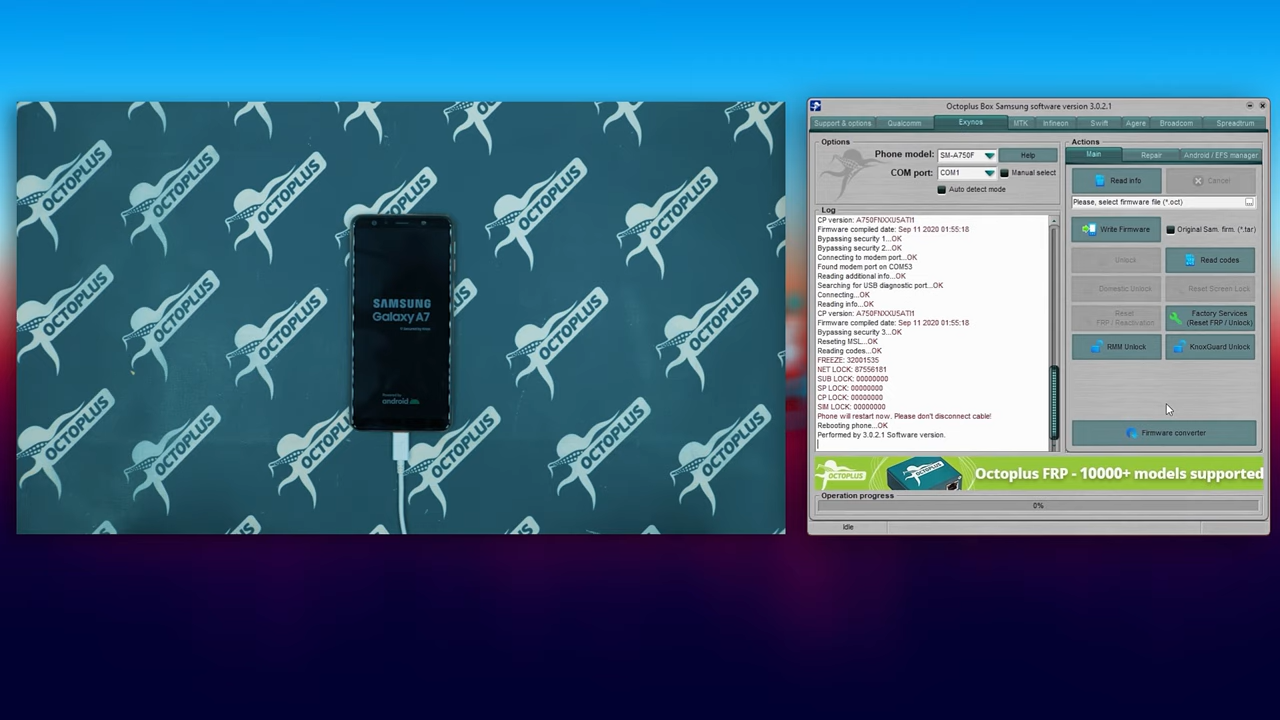 OCTOPLUS
SAMSUNG
Galaxy A7
Powered by
android
Octoplus Box Samsung software version 3.0.2.1
Support & options
Qualcomm
Exynos
MTK
Infineon
Swift
Agere
Broadcom
Spreadtrum
Options
Phone model:
SM-A750F
Help
COM port:
COM1
Manual select
Auto detect mode
Log
CP version: A750FNXXU5ATI1
Firmware compiled date: Sep 11 2020 01:55:18
Bypassing security 1...OK
Bypassing security 2...OK
Connecting to modem port...OK
Found modem port on COM53
Reading additional info...OK
Searching for USB diagnostic port...OK
Connecting...OK
Reading info...OK
CP version: A750FNXXU5ATI1
Firmware compiled date: Sep 11 2020 01:55:18
Bypassing security 3...OK
Reseting MSL...OK
Reading codes...OK
FREEZE: 32001535
NET LOCK: 87556181
SUB LOCK: 00000000
SP LOCK: 00000000
CP LOCK: 00000000
SIM LOCK: 00000000
Phone will restart now. Please don't disconnect cable!
Rebooting phone...OK
Performed by 3.0.2.1 Software version.
Actions
Main
Repair
Android / EFS manager
Read info
Cancel
Please, select firmware file (*.oct)
Write Firmware
Original Sam. firm. (*.tar)
Unlock
Read codes
Domestic Unlock
Reset Screen Lock
Reset
FRP / Reactivation
Factory Services
(Reset FRP / Unlock)
RMM Unlock
KnoxGuard Unlock
Firmware converter
OCTOPLUS
OCTOPLUS
Octoplus FRP - 10000+ models supported
Operation progress
0%
Idle